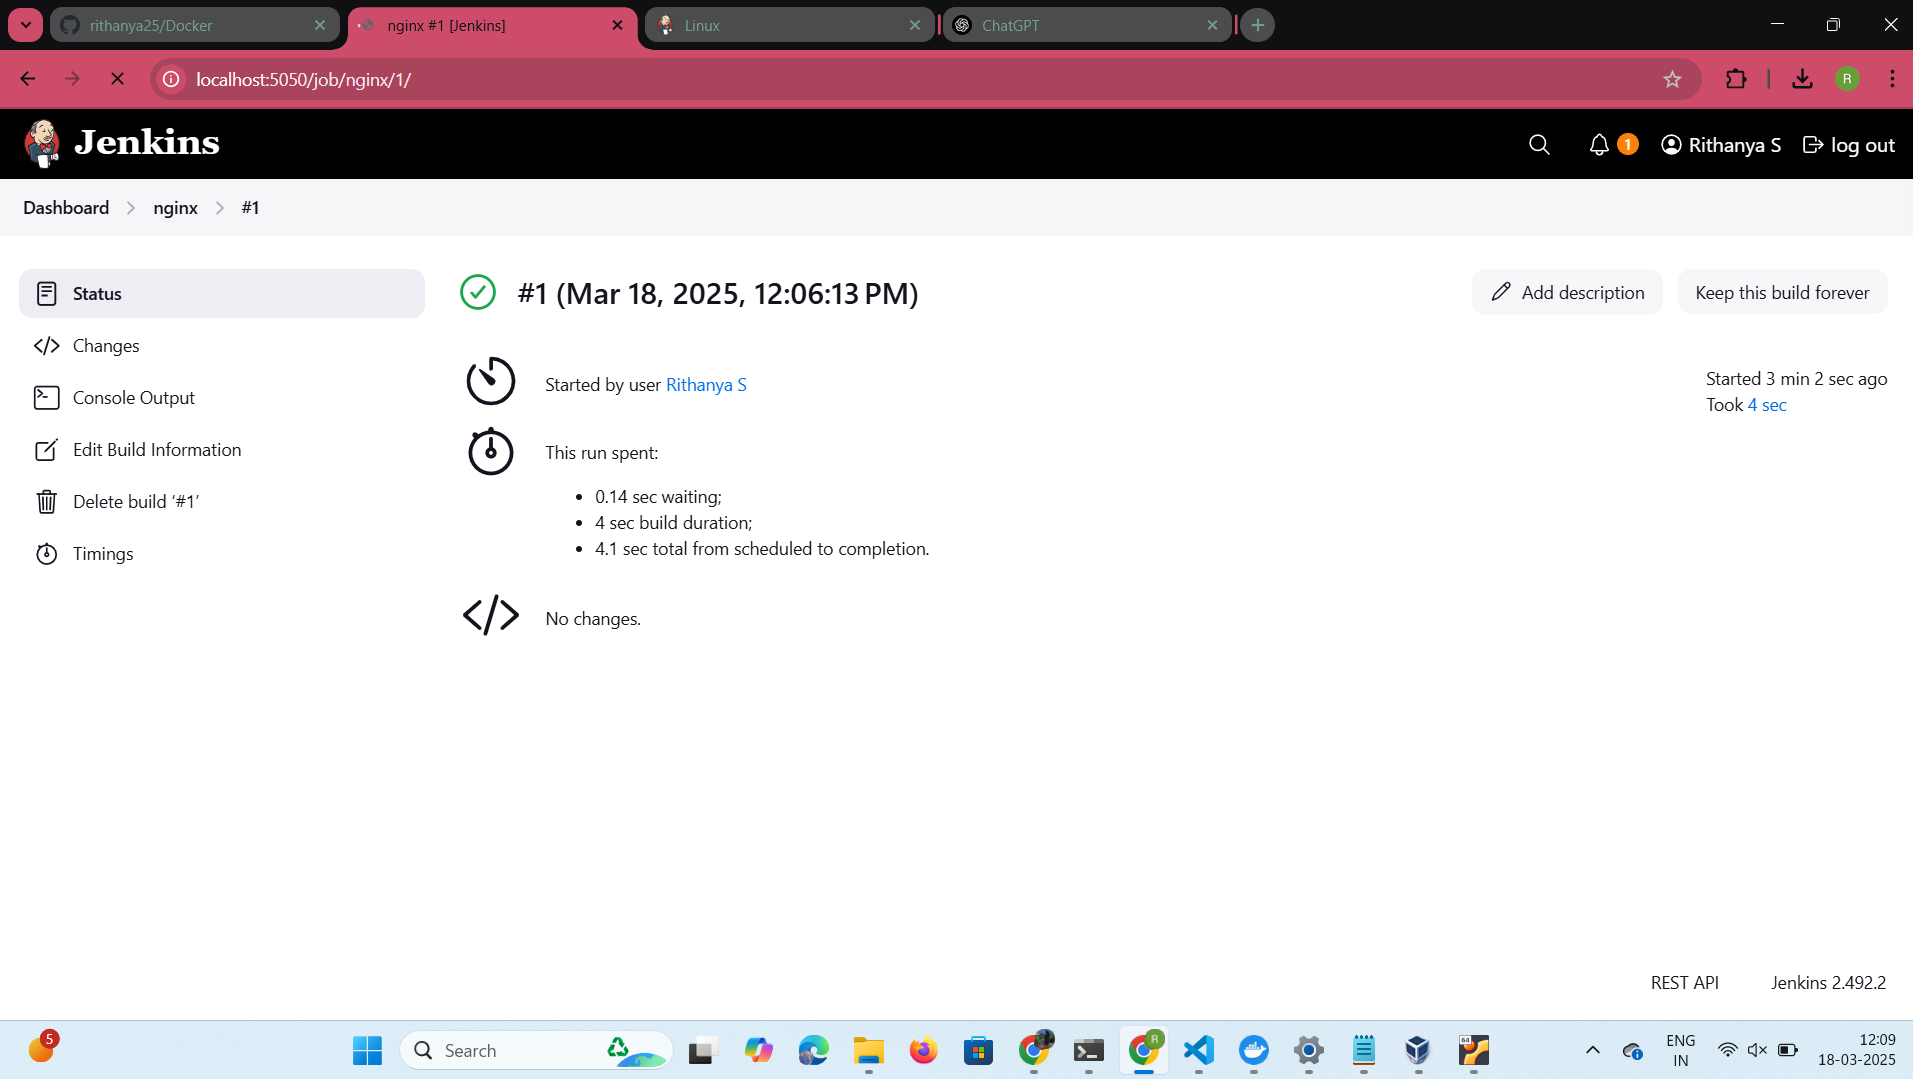 rithanya25/Docker
nginx #1 [Jenkins]
Linux
ChatGPT
localhost:5050/job/nginx/1/
R
Jenkins
1
Rithanya S
log out
Dashboard
nginx
#1
Status
Changes
Console Output
Edit Build Information
Delete build ‘#1’
Timings
#1 (Mar 18, 2025, 12:06:13 PM)
Add description
Keep this build forever
Started by user Rithanya S
Started 3 min 2 sec ago
Took 4 sec
This run spent:
0.14 sec waiting;
4 sec build duration;
4.1 sec total from scheduled to completion.
No changes.
REST API
Jenkins 2.492.2
5
Search
R
64
ENG
IN
12:09
18-03-2025